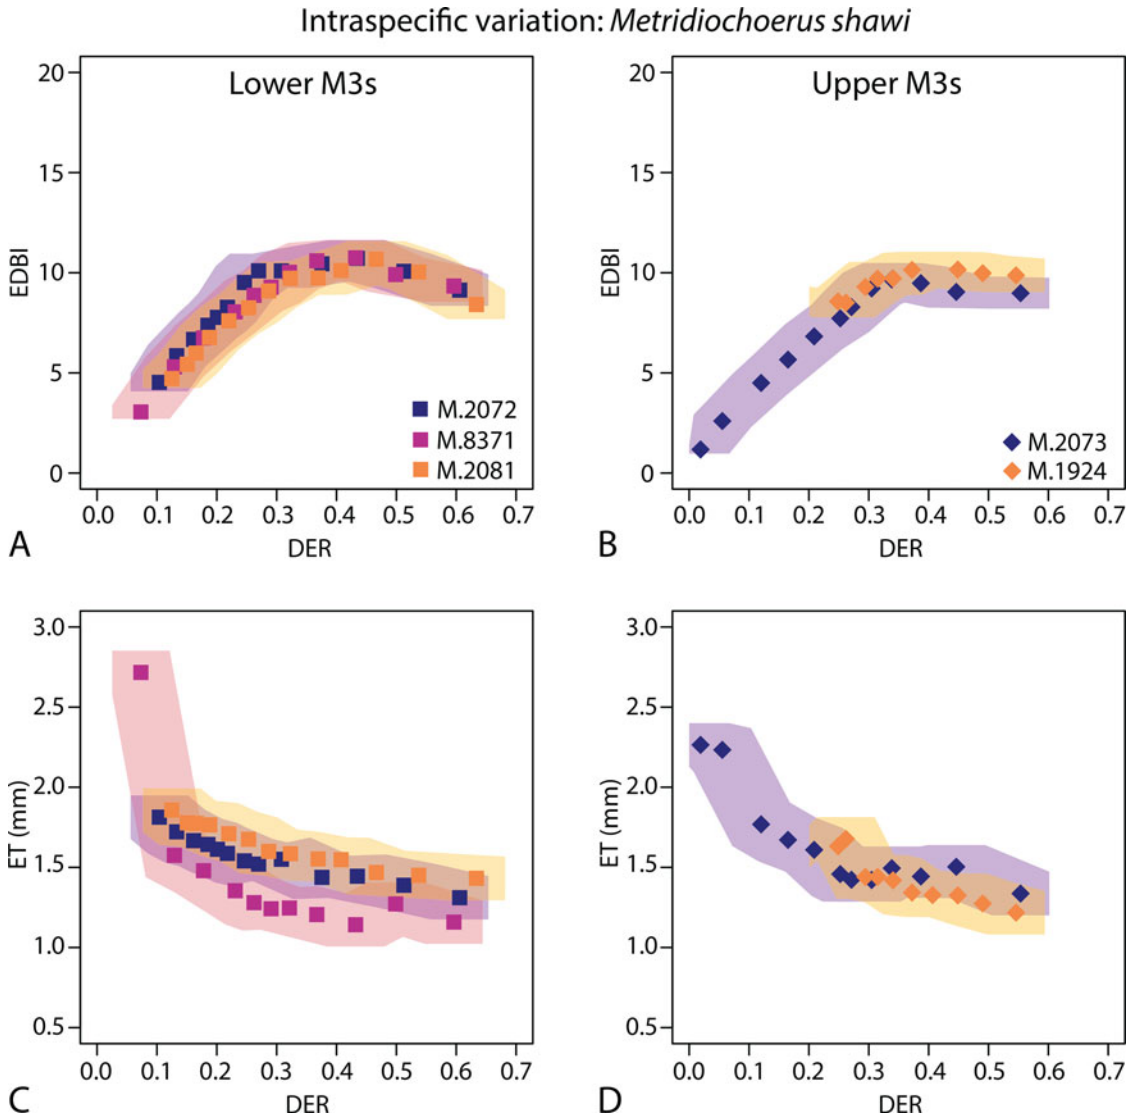 Intraspecific variation: Metridiochoerus shawi
Lower M3s
20
15
10
5
0
EDBI
M.2072
M.8371
M.2081
0.0 0.1 0.2 0.3 0.4 0.5 0.6 0.7
A
DER
Upper M3s
20
15
10
5
0
EDBI
M.2073
M.1924
0.0 0.1 0.2 0.3 0.4 0.5 0.6 0.7
B
DER
3.0
2.5
2.0
1.5
1.0
0.5
ET (mm)
0.0 0.1 0.2 0.3 0.4 0.5 0.6 0.7
C
DER
3.0
2.5
2.0
1.5
1.0
0.5
ET (mm)
0.0 0.1 0.2 0.3 0.4 0.5 0.6 0.7
D
DER